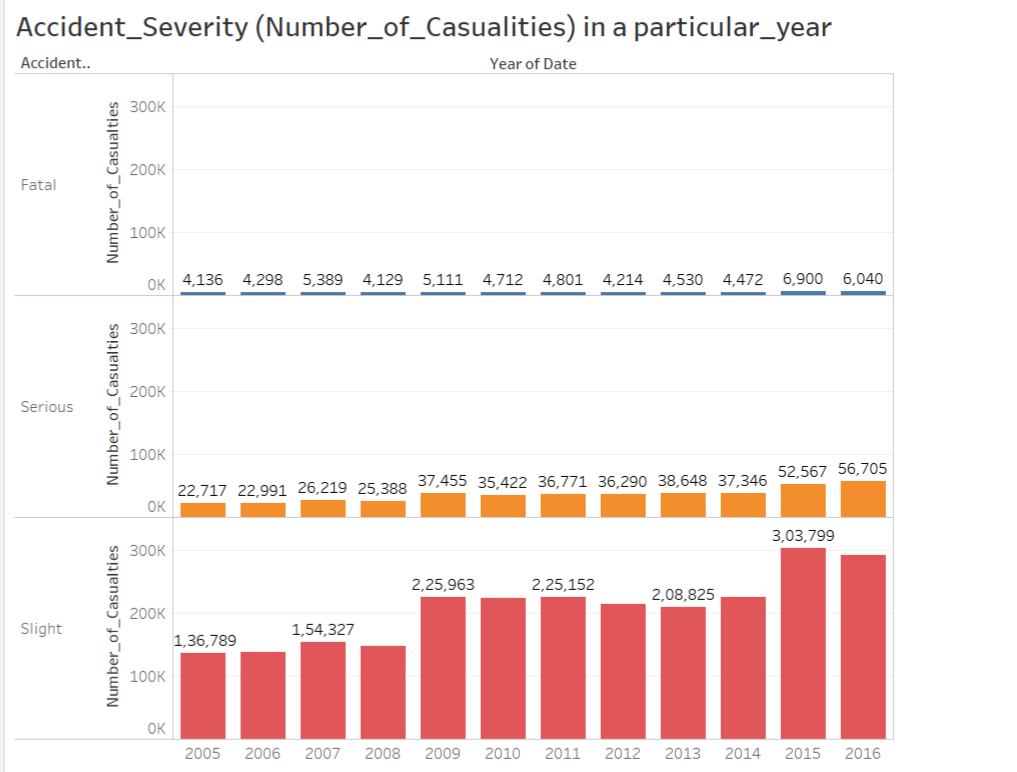 Accident_Severity (Number_of_Casualities) in a particular_year
Accident.. Year of Date
Fatal
Number_of_Casualties
300K
200K
100K
0K
4,136 4,298 5,389 4,129 5,111 4,712 4,801 4,214 4,530 4,472 6,900 6,040
Serious
Number_of_Casualties
300K
200K
100K
0K
22,717 22,991 26,219 25,388 37,455 35,422 36,771 36,290 38,648 37,346 52,567 56,705
Slight
Number_of_Casualties
300K
200K
100K
0K
1,36,789 1,54,327 2,25,963 2,25,152 2,08,825 3,03,799
2005 2006 2007 2008 2009 2010 2011 2012 2013 2014 2015 2016